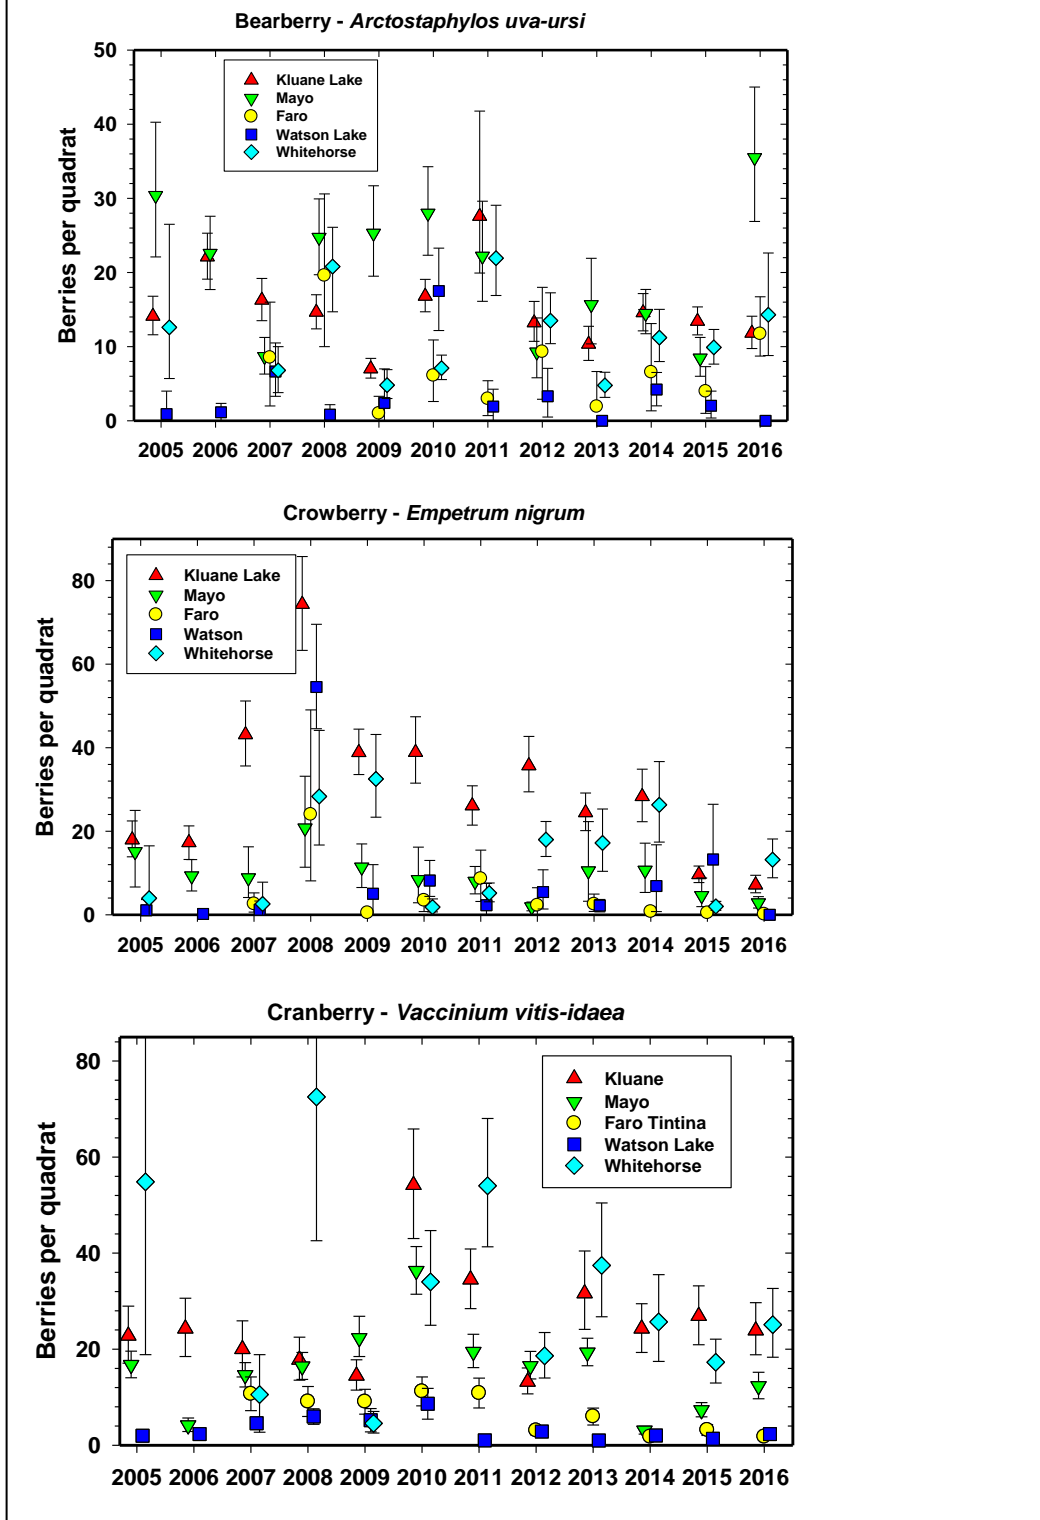 Bearberry - Arctostaphylos uva-ursi
50
40
30
20
10
0
Berries per quadrat
Kluane Lake
Mayo
Faro
Watson Lake
Whitehorse
2005 2006 2007 2008 2009 2010 2011 2012 2013 2014 2015 2016
Crowberry - Empetrum nigrum
80
60
40
20
0
Berries per quadrat
Kluane Lake
Mayo
Faro
Watson
Whitehorse
2005 2006 2007 2008 2009 2010 2011 2012 2013 2014 2015 2016
Cranberry - Vaccinium vitis-idaea
80
60
40
20
0
Berries per quadrat
Kluane
Mayo
Faro Tintina
Watson Lake
Whitehorse
2005 2006 2007 2008 2009 2010 2011 2012 2013 2014 2015 2016